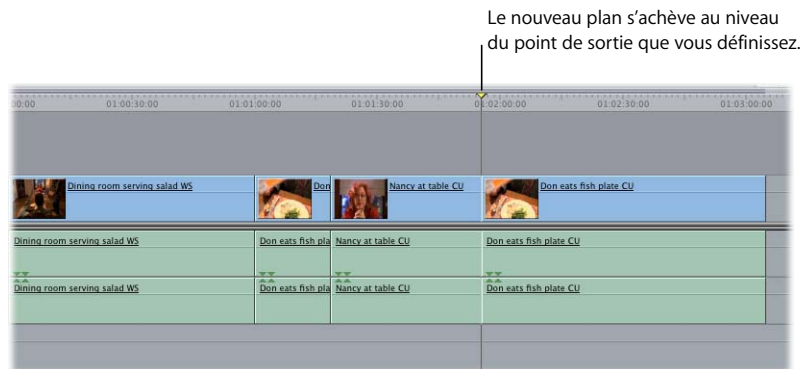 Le nouveau plan s’achève au niveau
du point de sortie que vous définissez.
00:00 01:00:30:00 01:01:00:00 01:01:30:00 01:02:00:00 01:02:30:00 01:03:00:00
Dining room serving salad WS Don Nancy at table CU Don eats fish plate CU
Dining room serving salad WS Don eats fish pla Nancy at table CU Don eats fish plate CU
Dining room serving salad WS Don eats fish pla Nancy at table CU Don eats fish plate CU